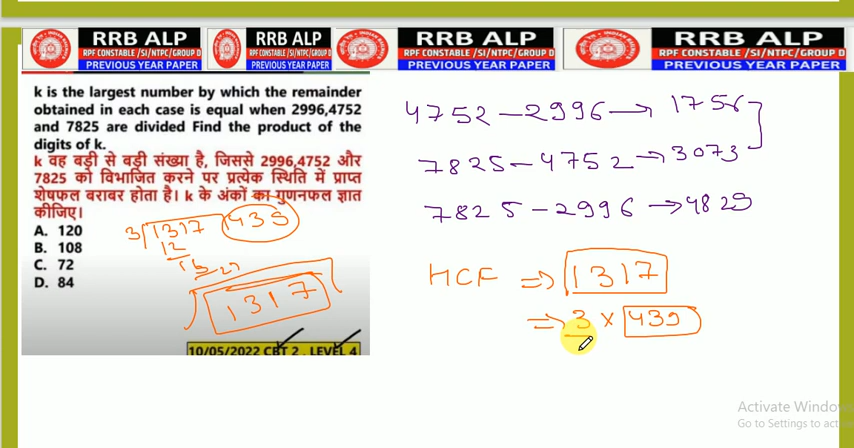 RRB ALP RRB ALP RRB ALP RRB ALP
RPF CONSTABLE /SI/NTPC/GROUP D RPF CONSTABLE /SI/NTPC/GROUP D RPF CONSTABLE /SI/NTPC/GROUP D RPF CONSTABLE /SI/NTPC/GROUP D
PREVIOUS YEAR PAPER PREVIOUS YEAR PAPER PREVIOUS YEAR PAPER PREVIOUS YEAR PAPER
k is the largest number by which the remainder
obtained in each case is equal when 2996,4752
and 7825 are divided Find the product of the
digits of k.
k वह बड़ी से बड़ी संख्या है, जिससे 2996,4752 और
7825 को विभाजित करने पर प्रत्येक स्थिति में प्राप्त
शेषफल बराबर होता है। k के अंकों का गुणनफल ज्ञात
कीजिए।
A. 120
B. 108
C. 72
D. 84
3 1317 439
12
27
1317
10/05/2022 CBT 2 , LEVEL 4
4752 - 2996 → 1756
7825 - 4752 → 3073
7825 - 2996 → 4829
HCF ⇒ 1317
⇒ 3 × 439
Activate Windows
Go to Settings to